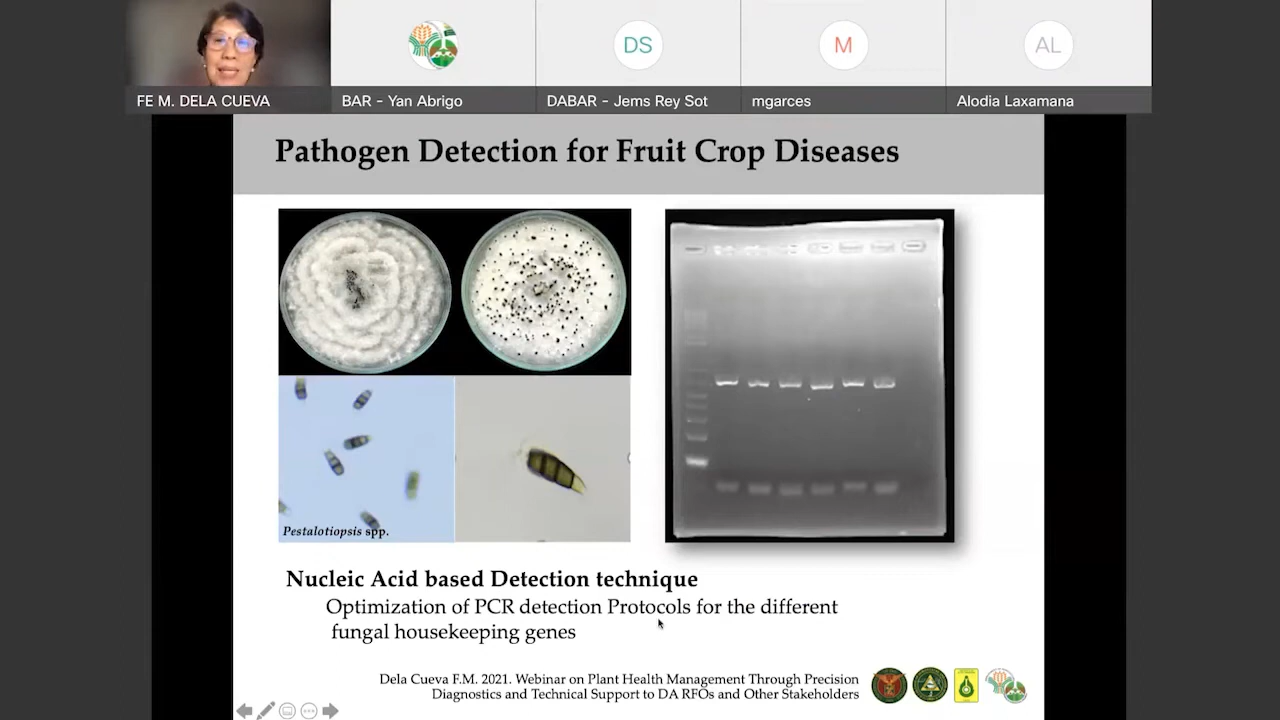 DS
M
AL
FE M. DELA CUEVA
BAR - Yan Abrigo
DABAR - Jems Rey Sot
mgarces
Alodia Laxamana
Pathogen Detection for Fruit Crop Diseases
Pestalotiopsis spp.
Nucleic Acid based Detection technique
Optimization of PCR detection Protocols for the different
fungal housekeeping genes
Dela Cueva F.M. 2021. Webinar on Plant Health Management Through Precision
Diagnostics and Technical Support to DA RFOs and Other Stakeholders